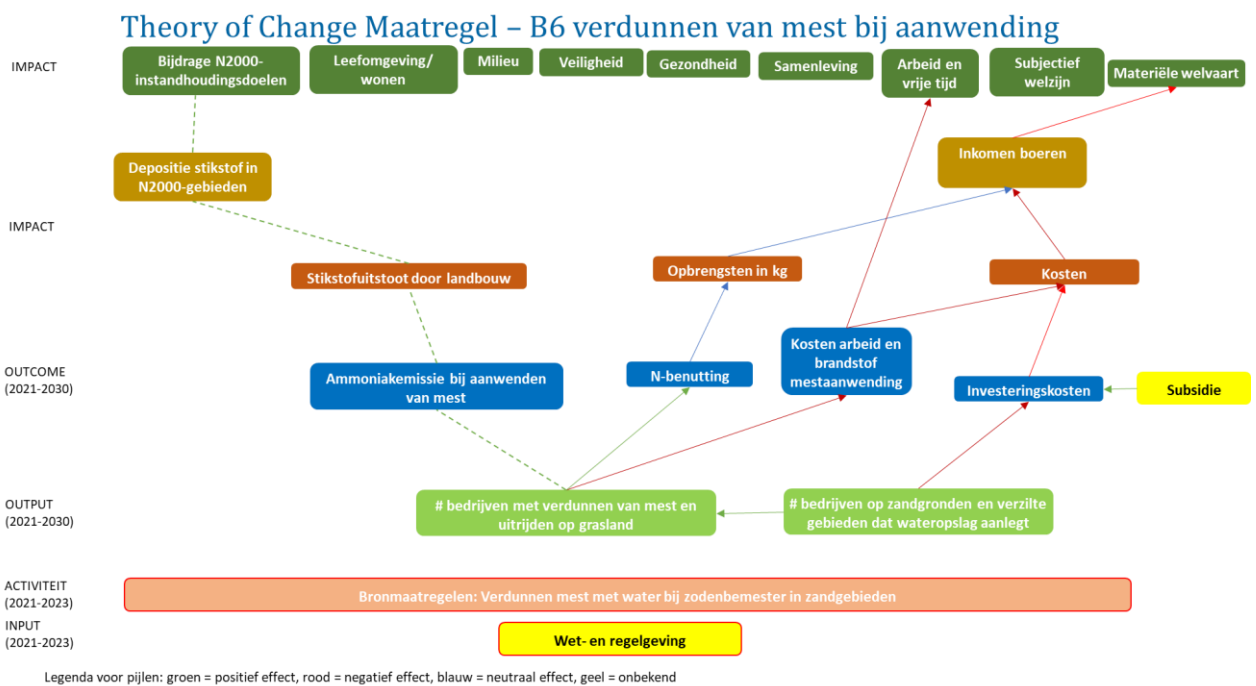 Theory of Change Maatregel – B6 verdunnen van mest bij aanwending
IMPACT
Bijdrage N2000-
instandhoudingsdoelen
Leefomgeving/
wonen
Milieu
Veiligheid
Gezondheid
Samenleving
Arbeid en
vrije tijd
Subjectief
welzijn
Materiële welvaart
Depositie stikstof in
N2000-gebieden
Inkomen boeren
IMPACT
Stikstofuitstoot door landbouw
Opbrengsten in kg
Kosten
OUTCOME
(2021-2030)
Ammoniakemissie bij aanwenden
van mest
N-benutting
Kosten arbeid en
brandstof
mestaanwending
Investeringskosten
Subsidie
OUTPUT
(2021-2030)
# bedrijven met verdunnen van mest en
uitrijden op grasland
# bedrijven op zandgronden en verzilte
gebieden dat wateropslag aanlegt
ACTIVITEIT
(2021-2023)
Bronmaatregelen: Verdunnen mest met water bij zodenbemester in zandgebieden
INPUT
(2021-2023)
Wet- en regelgeving
Legenda voor pijlen: groen = positief effect, rood = negatief effect, blauw = neutraal effect, geel = onbekend